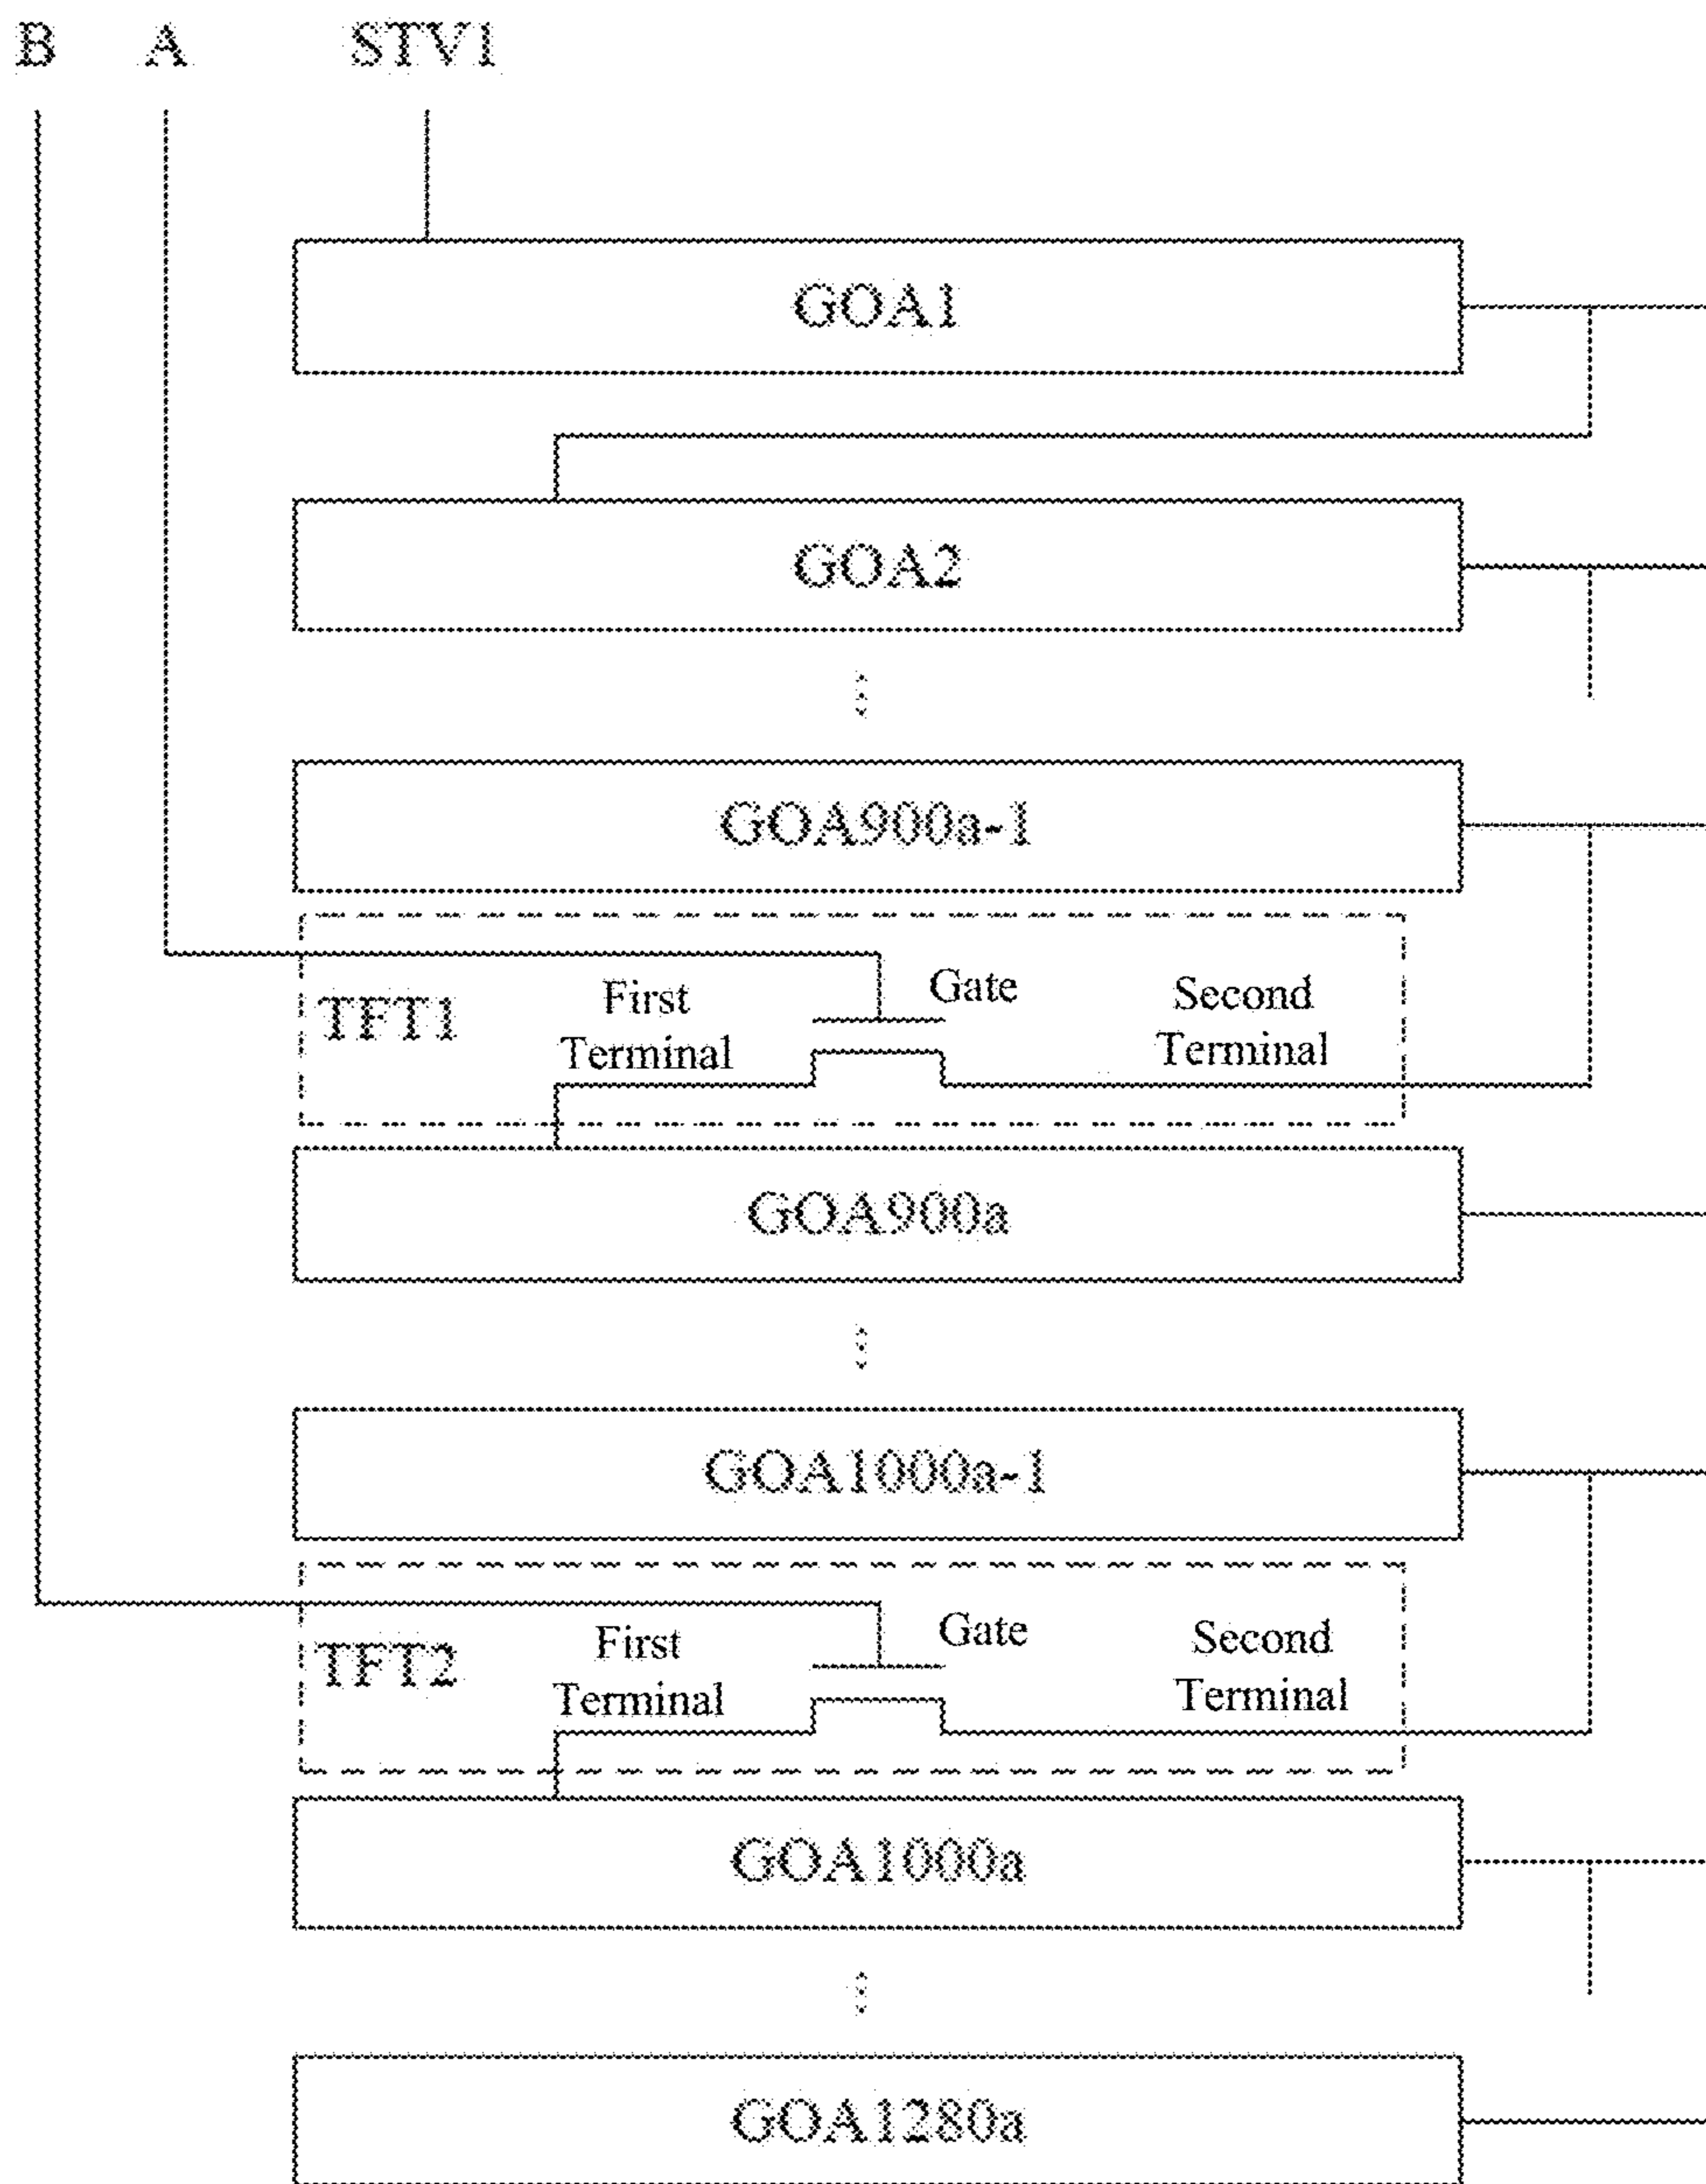 B A STV1
GOA1
GOA2
GOA900a-1
TFT1
First
Terminal
Gate
Second
Terminal
GOA900a
GOA1000a-1
TFT2
First
Terminal
Gate
Second
Terminal
GOA1000a
GOA1280a